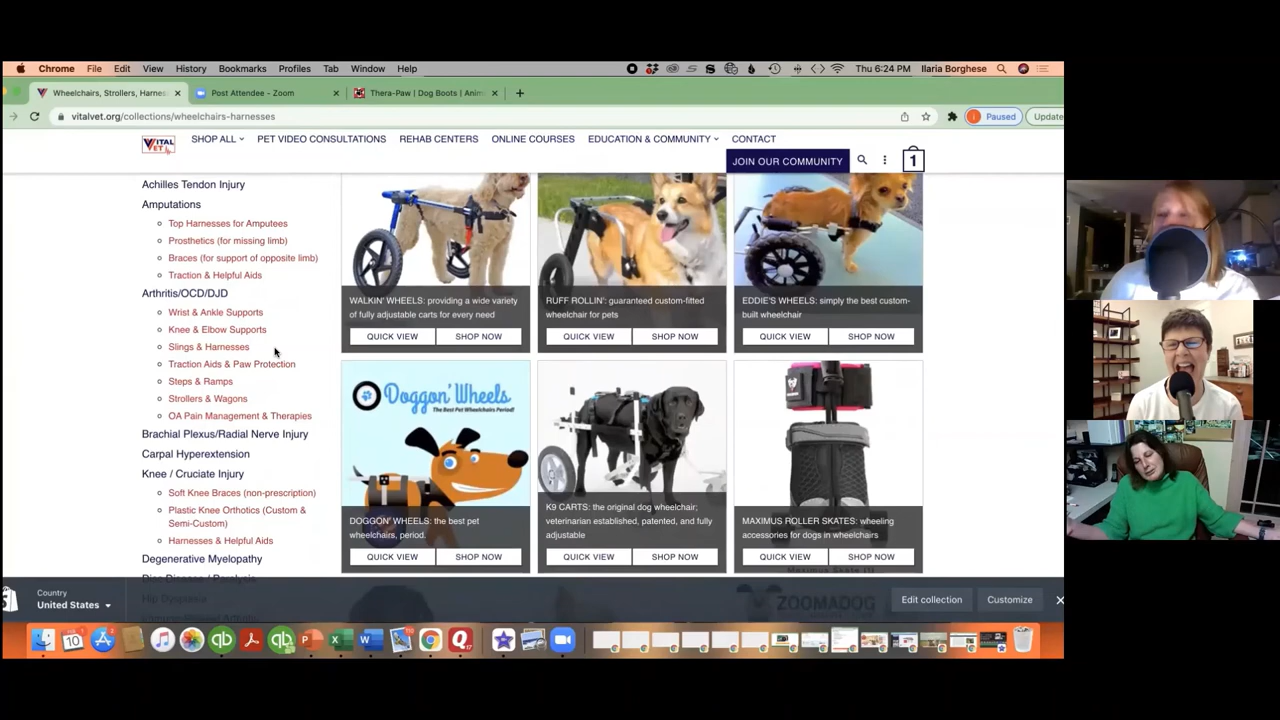 Chrome File Edit View History Bookmarks Profiles Tab Window Help
Thu 6:24 PM Ilaria Borghese
Wheelchairs, Strollers, Harne
Post Attendee - Zoom
Thera-Paw | Dog Boots | Anim
vitalvet.org/collections/wheelchairs-harnesses
Paused
Update
VITAL VET
SHOP ALL
PET VIDEO CONSULTATIONS
REHAB CENTERS
ONLINE COURSES
EDUCATION & COMMUNITY
CONTACT
JOIN OUR COMMUNITY
1
Achilles Tendon Injury
Amputations
Top Harnesses for Amputees
Prosthetics (for missing limb)
Braces (for support of opposite limb)
Traction & Helpful Aids
Arthritis/OCD/DJD
Wrist & Ankle Supports
Knee & Elbow Supports
Slings & Harnesses
Traction Aids & Paw Protection
Steps & Ramps
Strollers & Wagons
OA Pain Management & Therapies
Brachial Plexus/Radial Nerve Injury
Carpal Hyperextension
Knee / Cruciate Injury
Soft Knee Braces (non-prescription)
Plastic Knee Orthotics (Custom &
Semi-Custom)
Harnesses & Helpful Aids
Degenerative Myelopathy
Disc Disease / Paralysis
Hip Dysplasia
WALKIN' WHEELS: providing a wide variety
of fully adjustable carts for every need
QUICK VIEW
SHOP NOW
RUFF ROLLIN': guaranteed custom-fitted
wheelchair for pets
QUICK VIEW
SHOP NOW
EDDIE'S WHEELS: simply the best custom-
built wheelchair
QUICK VIEW
SHOP NOW
Doggon' Wheels
The Best Pet Wheelchairs Period!
DOGGON' WHEELS: the best pet
wheelchairs, period.
QUICK VIEW
SHOP NOW
K9 CARTS: the original dog wheelchair;
veterinarian established, patented, and fully
adjustable
QUICK VIEW
SHOP NOW
MAXIMUS ROLLER SKATES: wheeling
accessories for dogs in wheelchairs
QUICK VIEW
SHOP NOW
Maximus Skate (1)
ZOOMADOG
Country
United States
Edit collection
Customize